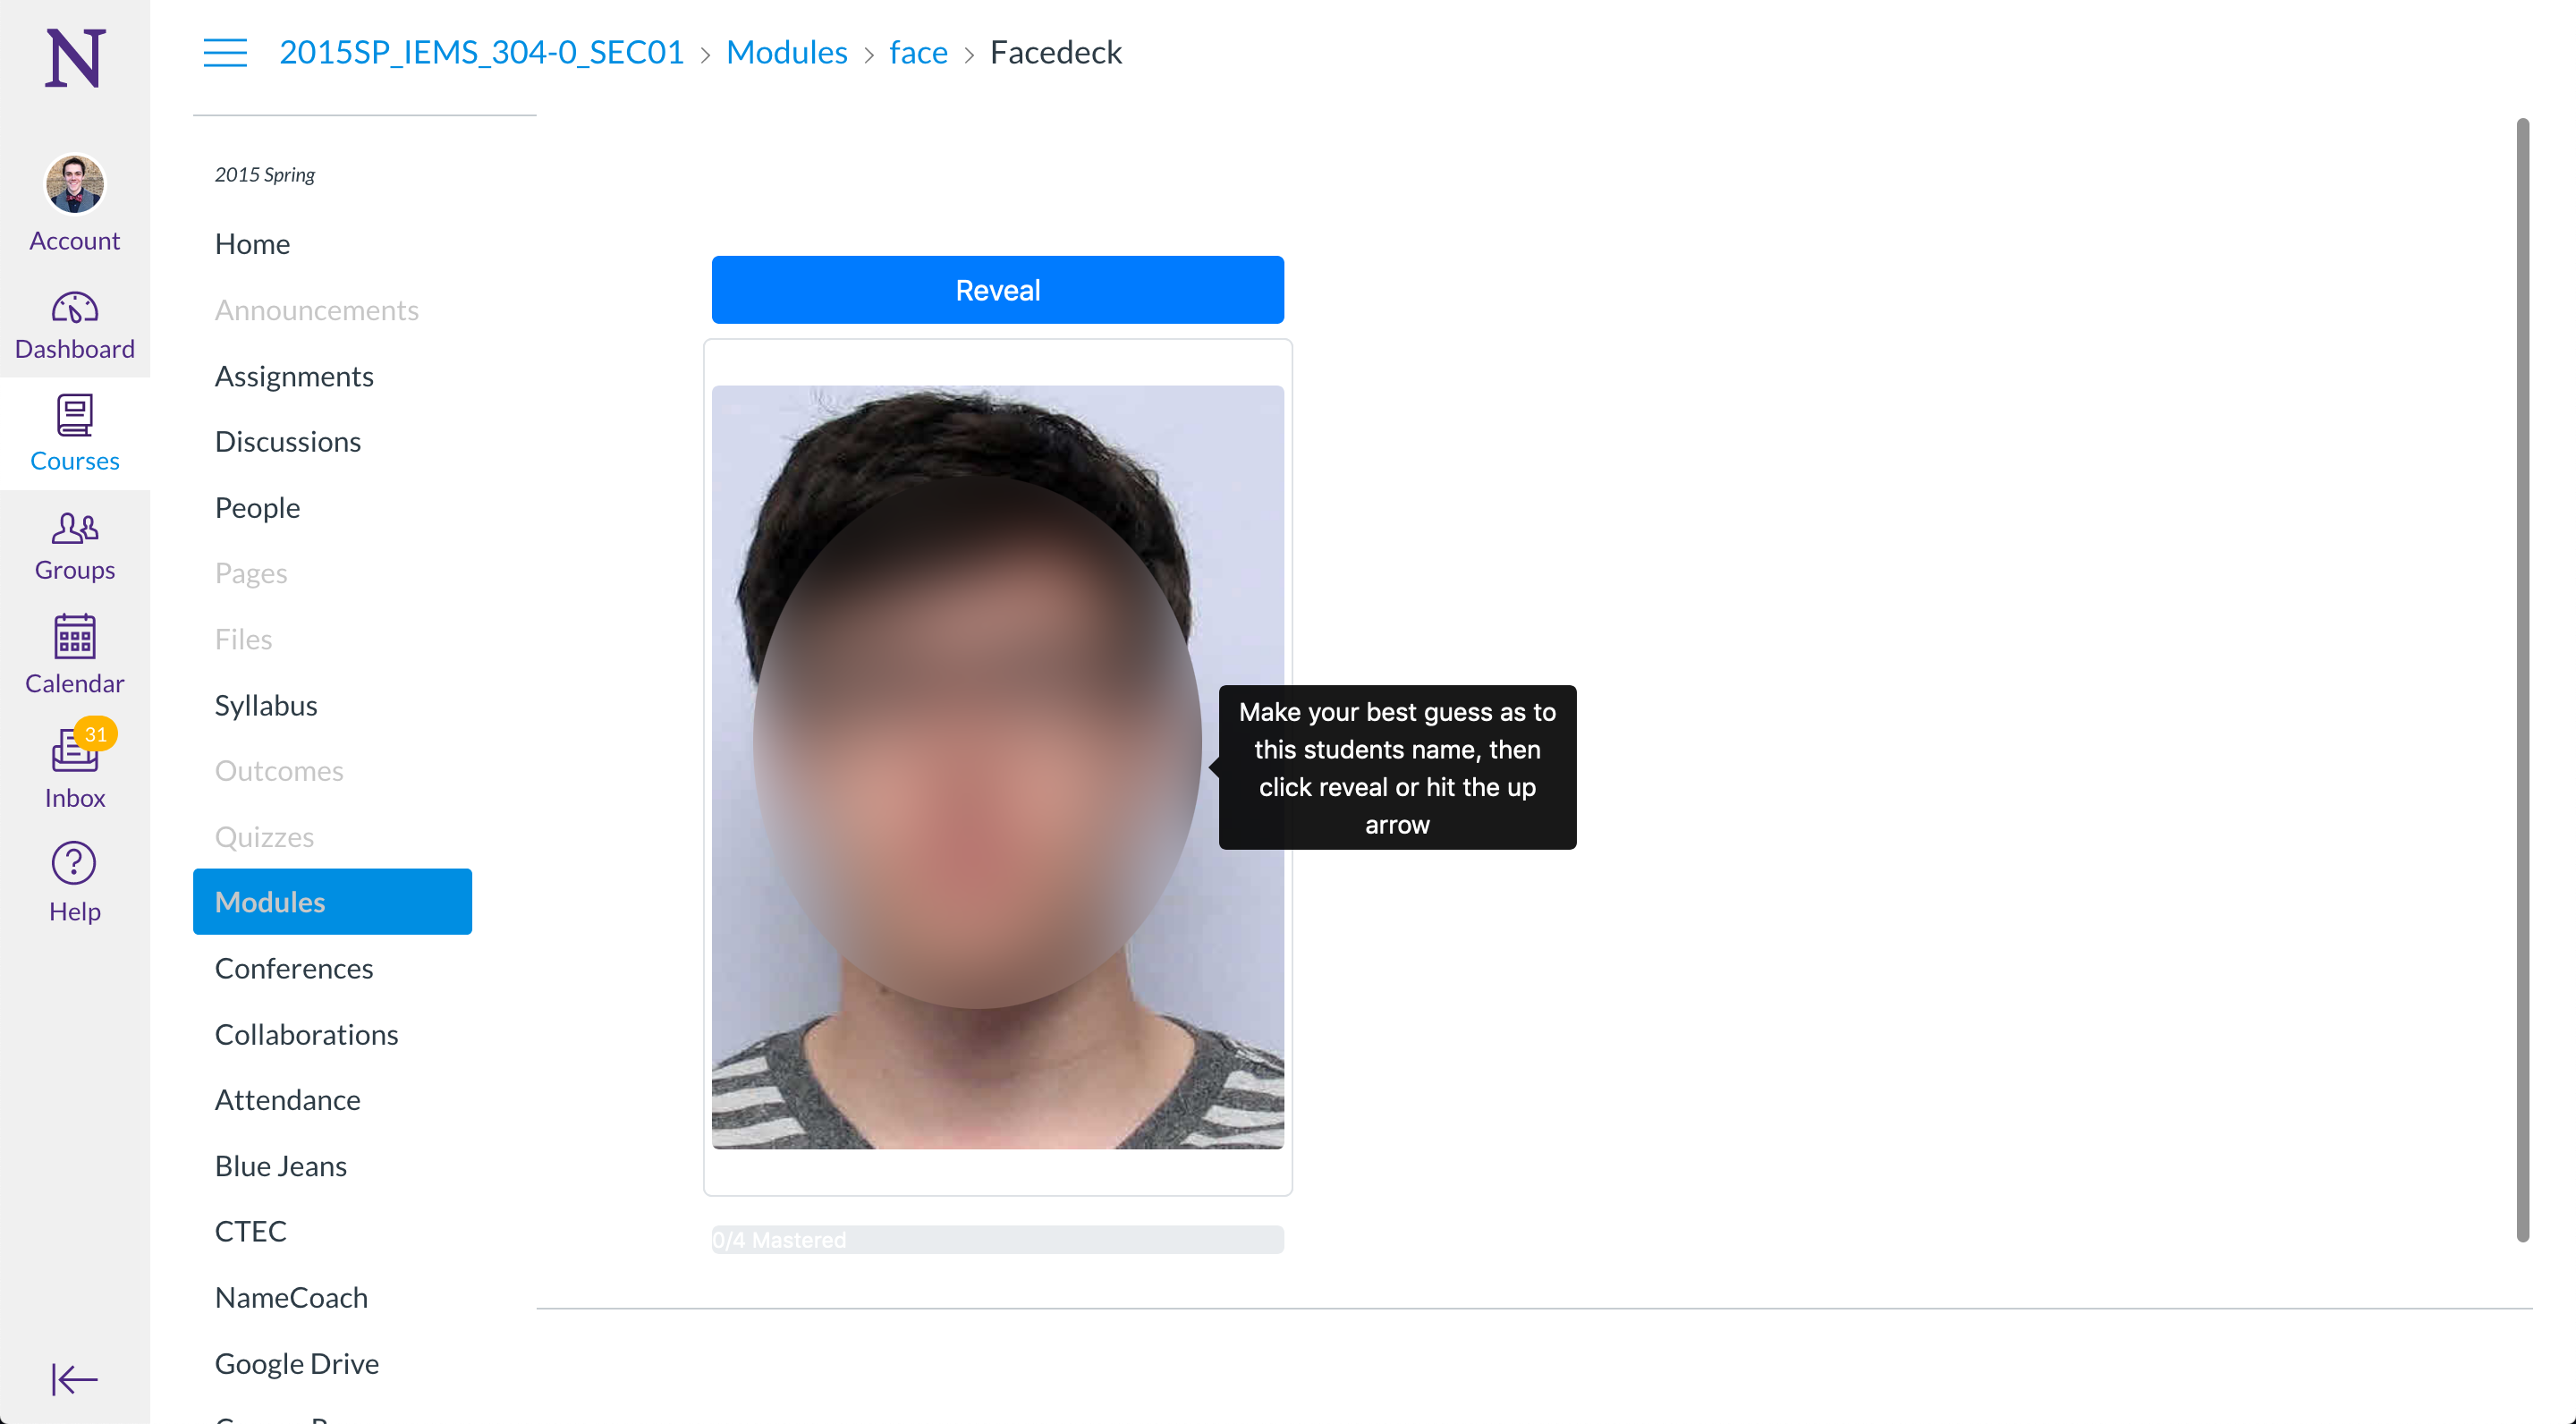 N
Account
Dashboard
Courses
Groups
Calendar
31
Inbox
Help
2015SP_IEMS_304-0_SEC01 > Modules > face > Facedeck
2015 Spring
Home
Announcements
Assignments
Discussions
People
Pages
Files
Syllabus
Outcomes
Quizzes
Modules
Conferences
Collaborations
Attendance
Blue Jeans
CTEC
NameCoach
Google Drive
Reveal
Make your best guess as to
this students name, then
click reveal or hit the up
arrow
0/4 Mastered